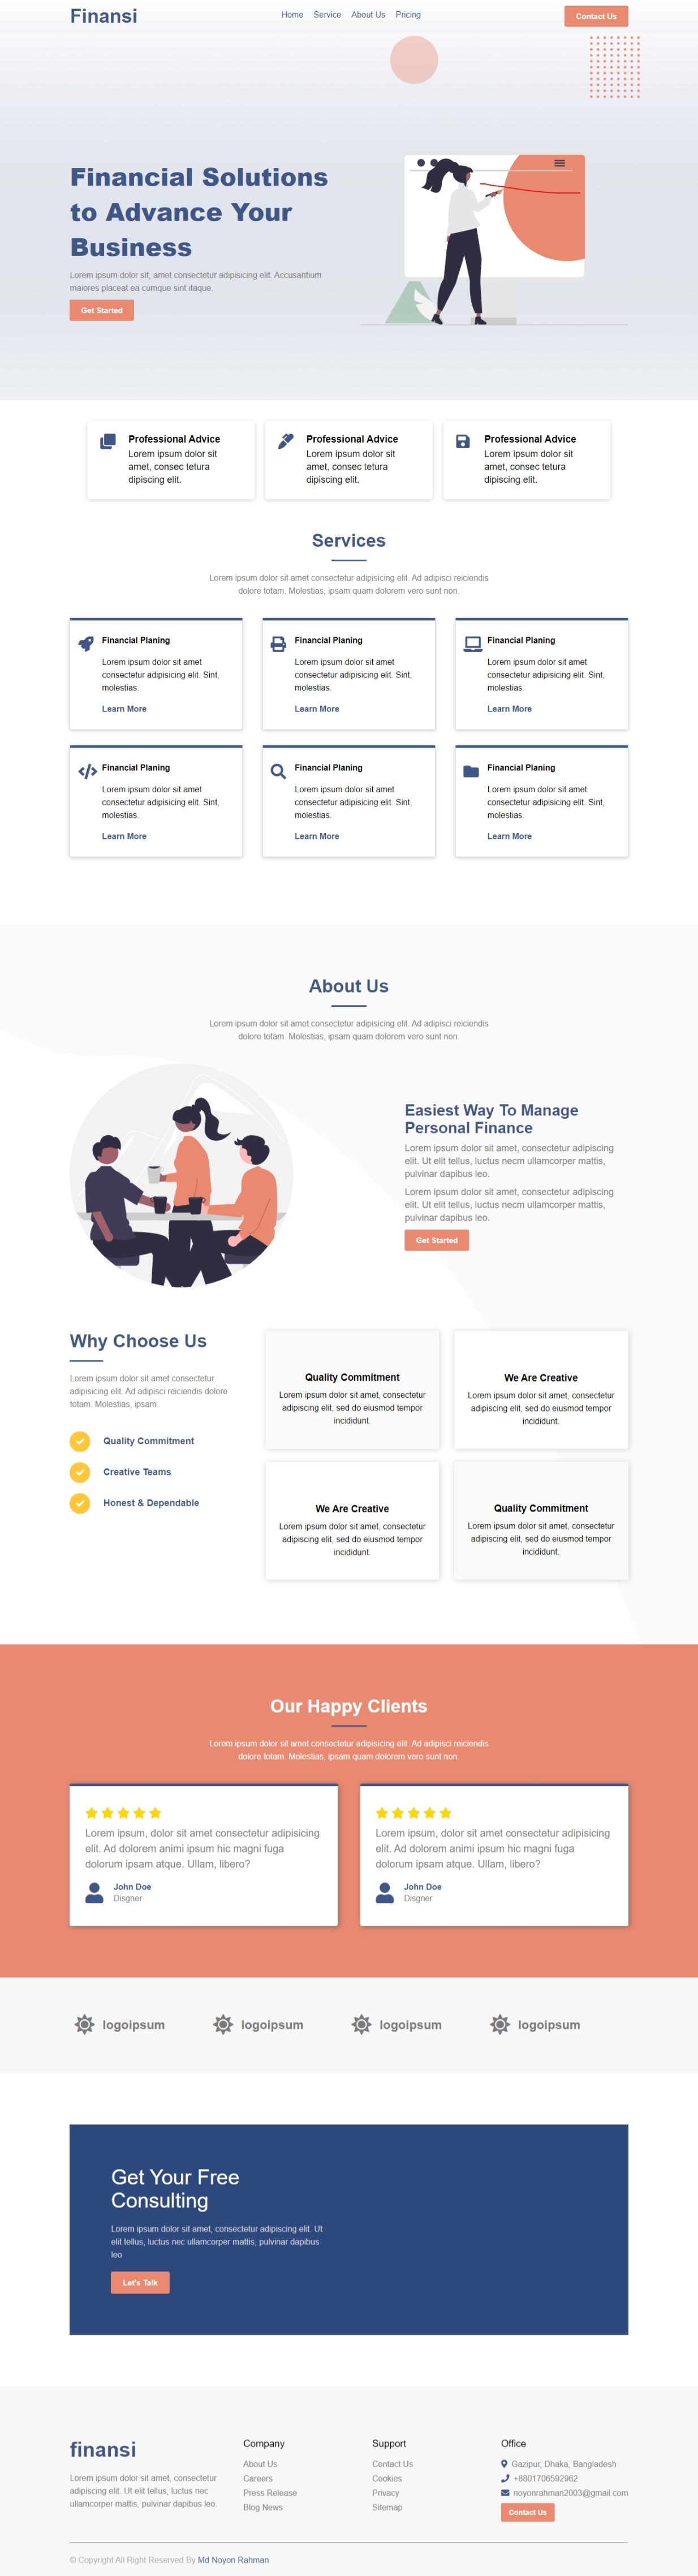 Finansi
Home Service About Us Pricing
Contact Us
Financial Solutions
to Advance Your
Business
Lorem ipsum dolor sit, amet consectetur adipisicing elit. Accusantium
maiores placeat ea cumque sint itaque.
Get Started
Professional Advice
Lorem ipsum dolor sit
amet, consec tetura
dipiscing elit.
Professional Advice
Lorem ipsum dolor sit
amet, consec tetura
dipiscing elit.
Professional Advice
Lorem ipsum dolor sit
amet, consec tetura
dipiscing elit.
Services
Lorem ipsum dolor sit amet consectetur adipisicing elit. Ad adipisci reiciendis
dolore totam. Molestias, ipsam quam dolorem vero sunt non.
Financial Planing
Lorem ipsum dolor sit amet
consectetur adipisicing elit. Sint,
molestias.
Learn More
Financial Planing
Lorem ipsum dolor sit amet
consectetur adipisicing elit. Sint,
molestias.
Learn More
Financial Planing
Lorem ipsum dolor sit amet
consectetur adipisicing elit. Sint,
molestias.
Learn More
Financial Planing
Lorem ipsum dolor sit amet
consectetur adipisicing elit. Sint,
molestias.
Learn More
Financial Planing
Lorem ipsum dolor sit amet
consectetur adipisicing elit. Sint,
molestias.
Learn More
Financial Planing
Lorem ipsum dolor sit amet
consectetur adipisicing elit. Sint,
molestias.
Learn More
About Us
Lorem ipsum dolor sit amet consectetur adipisicing elit. Ad adipisci reiciendis
dolore totam. Molestias, ipsam quam dolorem vero sunt non.
Easiest Way To Manage
Personal Finance
Lorem ipsum dolor sit amet, consectetur adipiscing
elit. Ut elit tellus, luctus necm ullamcorper mattis,
pulvinar dapibus leo.
Lorem ipsum dolor sit amet, consectetur adipiscing
elit. Ut elit tellus, luctus necm ullamcorper mattis,
pulvinar dapibus leo.
Get Started
Why Choose Us
Lorem ipsum dolor sit amet consectetur
adipisicing elit. Ad adipisci reiciendis dolore
totam. Molestias, ipsam.
Quality Commitment
Creative Teams
Honest & Dependable
Quality Commitment
Lorem ipsum dolor sit amet, consectetur
adipiscing elit, sed do eiusmod tempor
incididunt.
We Are Creative
Lorem ipsum dolor sit amet, consectetur
adipiscing elit, sed do eiusmod tempor
incididunt.
We Are Creative
Lorem ipsum dolor sit amet, consectetur
adipiscing elit, sed do eiusmod tempor
incididunt.
Quality Commitment
Lorem ipsum dolor sit amet, consectetur
adipiscing elit, sed do eiusmod tempor
incididunt.
Our Happy Clients
Lorem ipsum dolor sit amet consectetur adipisicing elit. Ad adipisci reiciendis
dolore totam. Molestias, ipsam quam dolorem vero sunt non.
Lorem ipsum, dolor sit amet consectetur adipisicing
elit. Ad dolorem animi ipsum hic magni fuga
dolorum ipsam atque. Ullam, libero?
John Doe
Disgner
Lorem ipsum, dolor sit amet consectetur adipisicing
elit. Ad dolorem animi ipsum hic magni fuga
dolorum ipsam atque. Ullam, libero?
John Doe
Disgner
logoipsum logoipsum logoipsum logoipsum
Get Your Free
Consulting
Lorem ipsum dolor sit amet, consectetur adipiscing elit. Ut
elit tellus, luctus nec ullamcorper mattis, pulvinar dapibus
leo
Let's Talk
finansi
Lorem ipsum dolor sit amet, consectetur
adipiscing elit. Ut elit tellus, luctus nec
ullamcorper mattis, pulvinar dapibus leo.
Company
About Us
Careers
Press Release
Blog News
Support
Contact Us
Cookies
Privacy
Sitemap
Office
Gazipur, Dhaka, Bangladesh
+8801706592962
noyonrahman2003@gmail.com
Contact Us
© Copyright All Right Reserved By Md Noyon Rahman